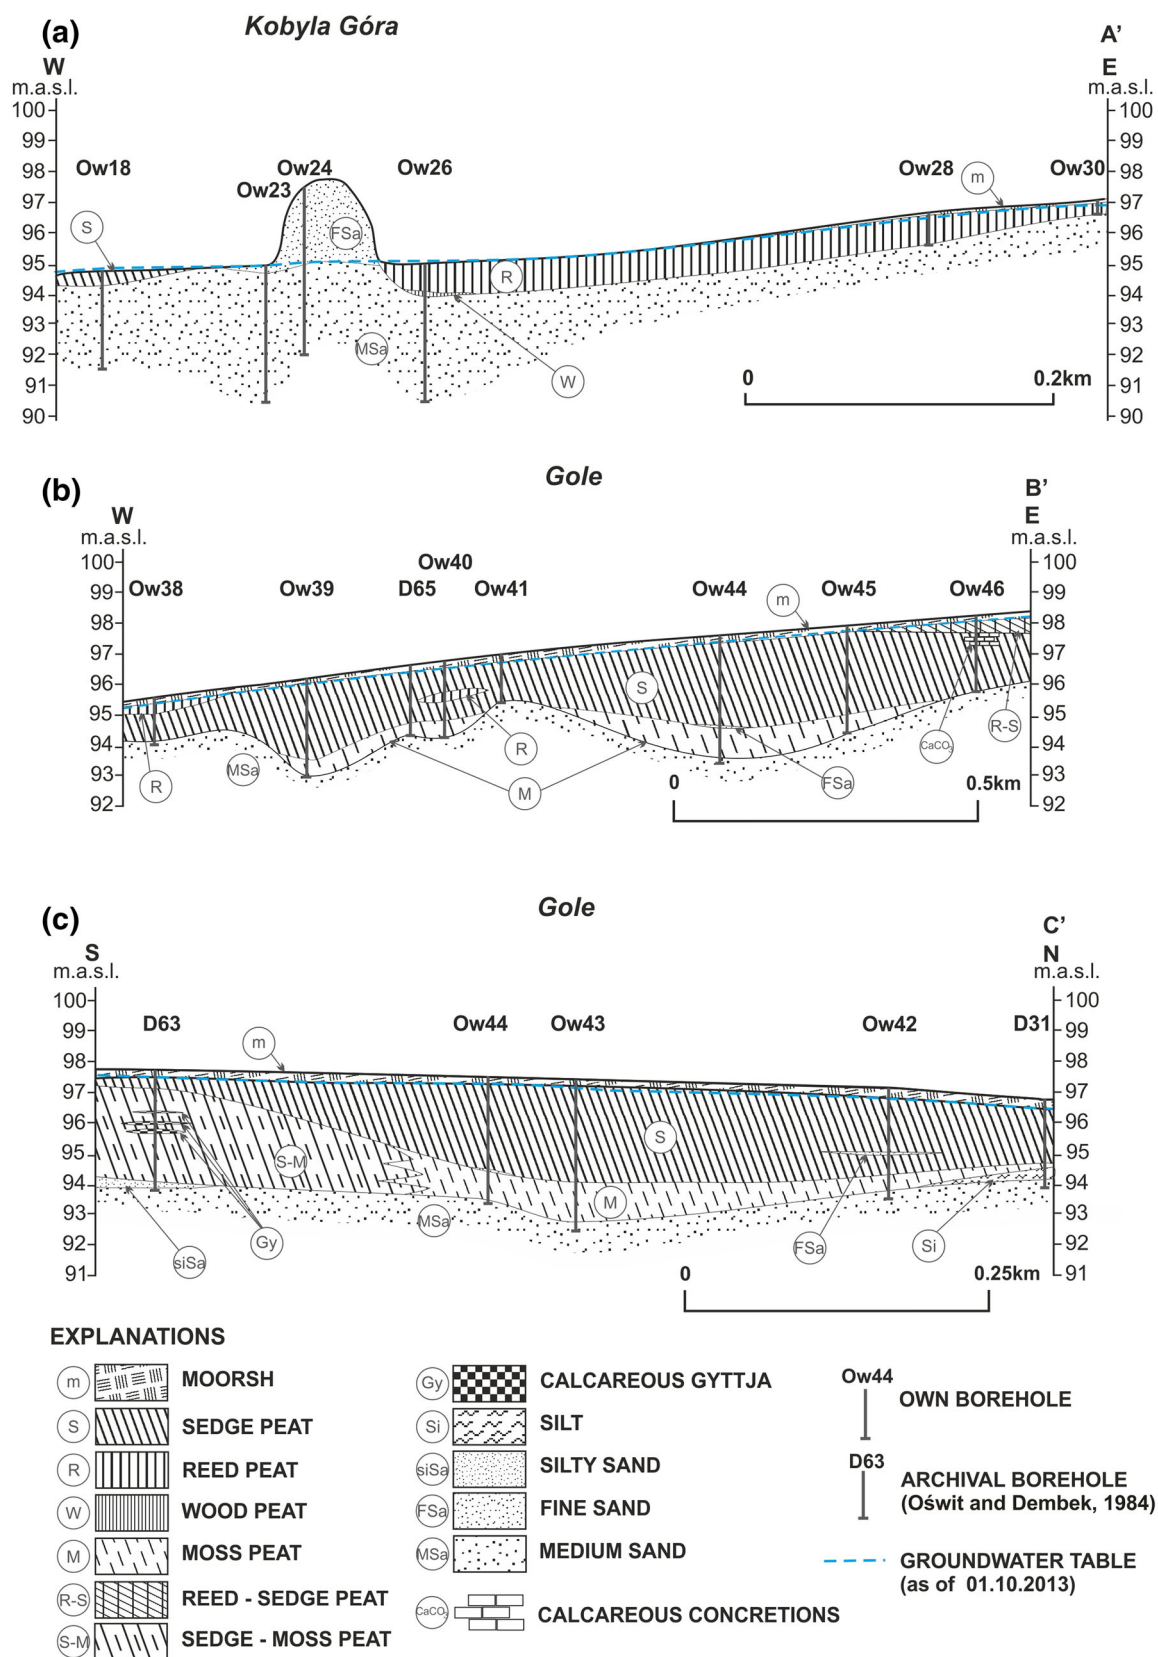 (a)
Kobyla Góra
A’
W
E
m.a.s.l.
m.a.s.l.
100
100
99
99
98
98
97
97
96
96
95
95
94
94
93
93
92
92
91
91
90
90
Ow18
Ow23
Ow24
Ow26
Ow28
Ow30
m
S
FSa
R
MSa
W
0
0.2km
(b)
Gole
B’
W
E
m.a.s.l.
m.a.s.l.
100
100
99
99
98
98
97
97
96
96
95
95
94
94
93
93
92
92
Ow38
Ow39
D65
Ow40
Ow41
Ow44
Ow45
Ow46
m
S
R
R-S
CaCO3
MSa
R
M
FSa
0
0.5km
(c)
Gole
C’
S
N
m.a.s.l.
m.a.s.l.
100
100
99
99
98
98
97
97
96
96
95
95
94
94
93
93
92
92
91
91
D63
Ow44
Ow43
Ow42
D31
m
S
S-M
M
MSa
siSa
Gy
FSa
Si
0
0.25km
EXPLANATIONS
m MOORSH
S SEDGE PEAT
R REED PEAT
W WOOD PEAT
M MOSS PEAT
R-S REED - SEDGE PEAT
S-M SEDGE - MOSS PEAT
Gy CALCAREOUS GYTTJA
Si SILT
siSa SILTY SAND
FSa FINE SAND
MSa MEDIUM SAND
CaCO3 CALCAREOUS CONCRETIONS
Ow44
OWN BOREHOLE
D63
ARCHIVAL BOREHOLE
(Oświt and Dembek, 1984)
GROUNDWATER TABLE
(as of 01.10.2013)